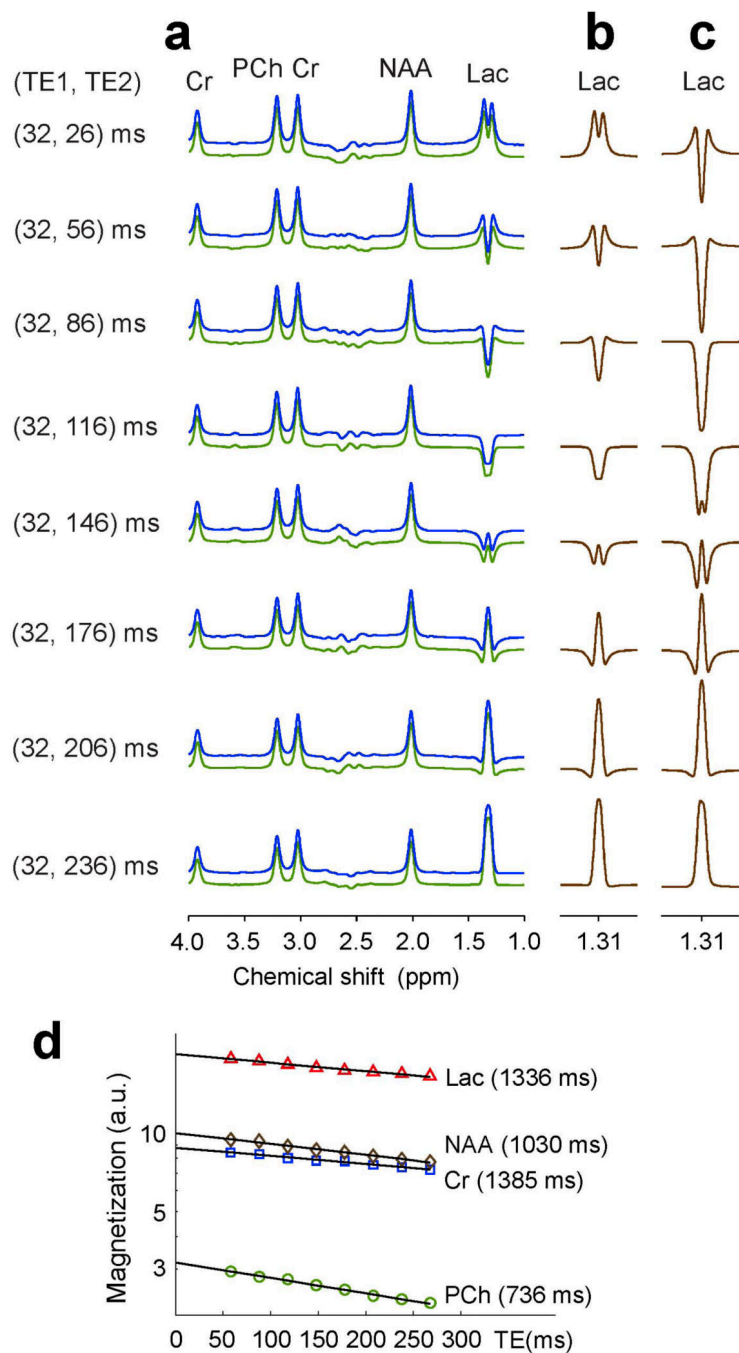 a b c
(TE1, TE2) Cr PCh Cr NAA Lac Lac Lac
(32, 26) ms
(32, 56) ms
(32, 86) ms
(32, 116) ms
(32, 146) ms
(32, 176) ms
(32, 206) ms
(32, 236) ms
4.0 3.5 3.0 2.5 2.0 1.5 1.0 1.31 1.31
Chemical shift (ppm)
d
Magnetization (a.u.)
10
5
3
Lac (1336 ms)
NAA (1030 ms)
Cr (1385 ms)
PCh (736 ms)
0 50 100 150 200 250 300 TE(ms)